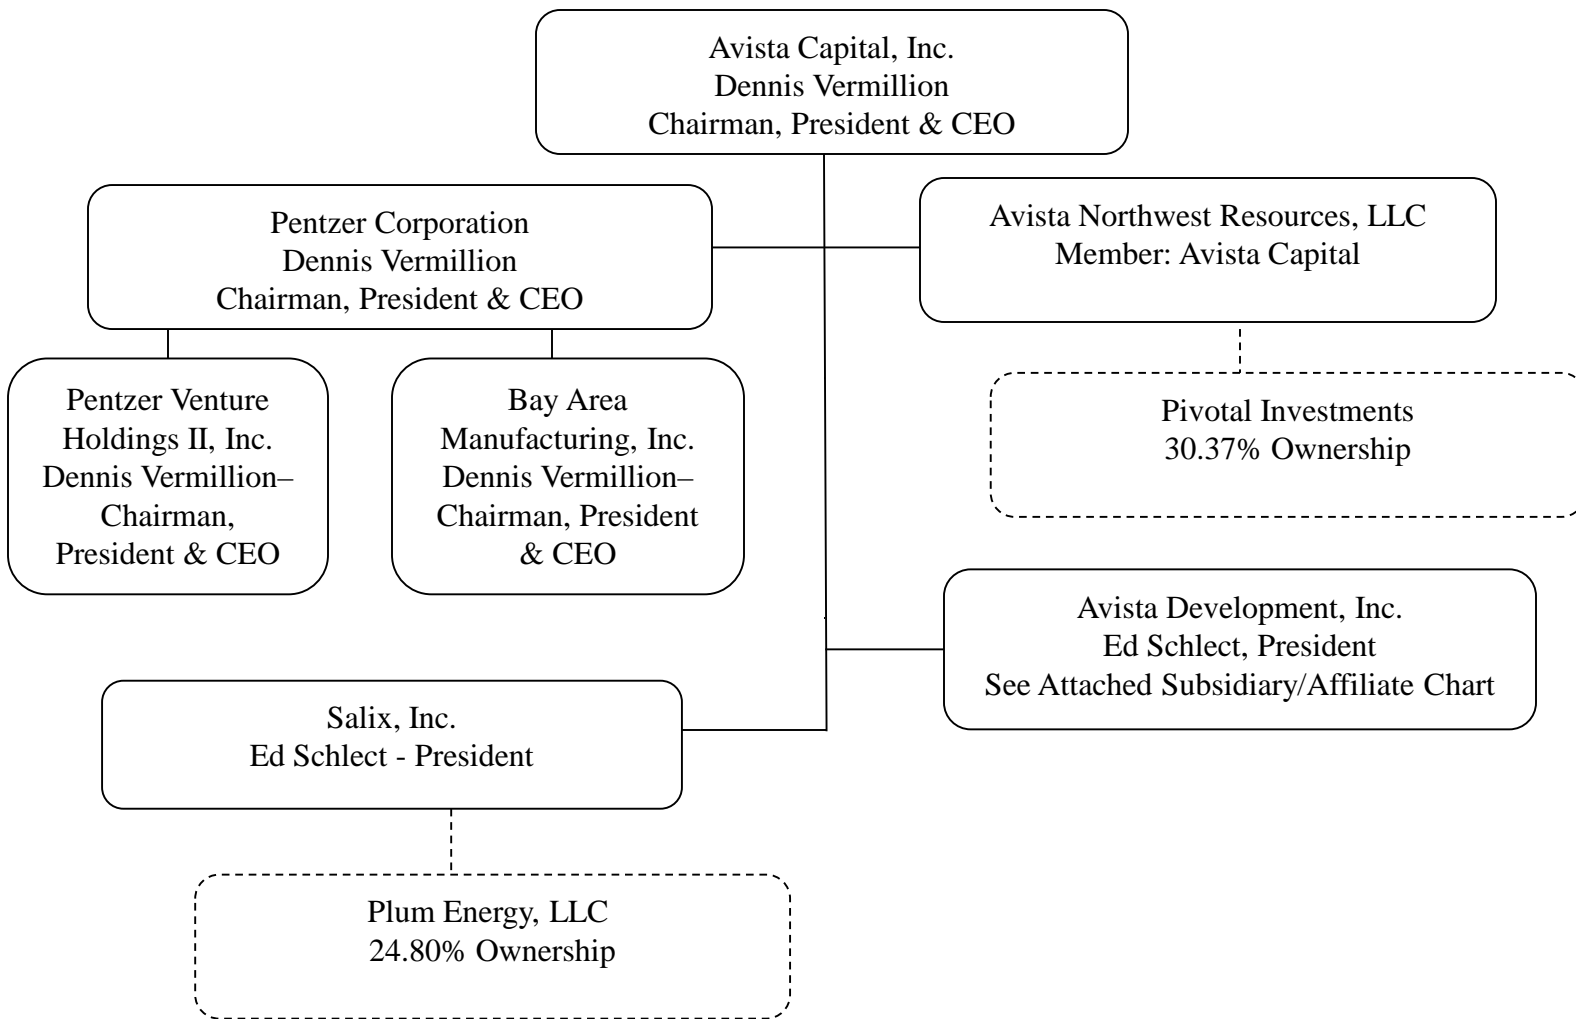 Avista Capital, Inc.
Dennis Vermillion
Chairman, President & CEO
Pentzer Corporation
Dennis Vermillion
Chairman, President & CEO
Avista Northwest Resources, LLC
Member: Avista Capital
Pentzer Venture
Holdings II, Inc.
Dennis Vermillion–
Chairman,
President & CEO
Bay Area
Manufacturing, Inc.
Dennis Vermillion–
Chairman, President
& CEO
Pivotal Investments
30.37% Ownership
Avista Development, Inc.
Ed Schlect, President
See Attached Subsidiary/Affiliate Chart
Salix, Inc.
Ed Schlect - President
Plum Energy, LLC
24.80% Ownership